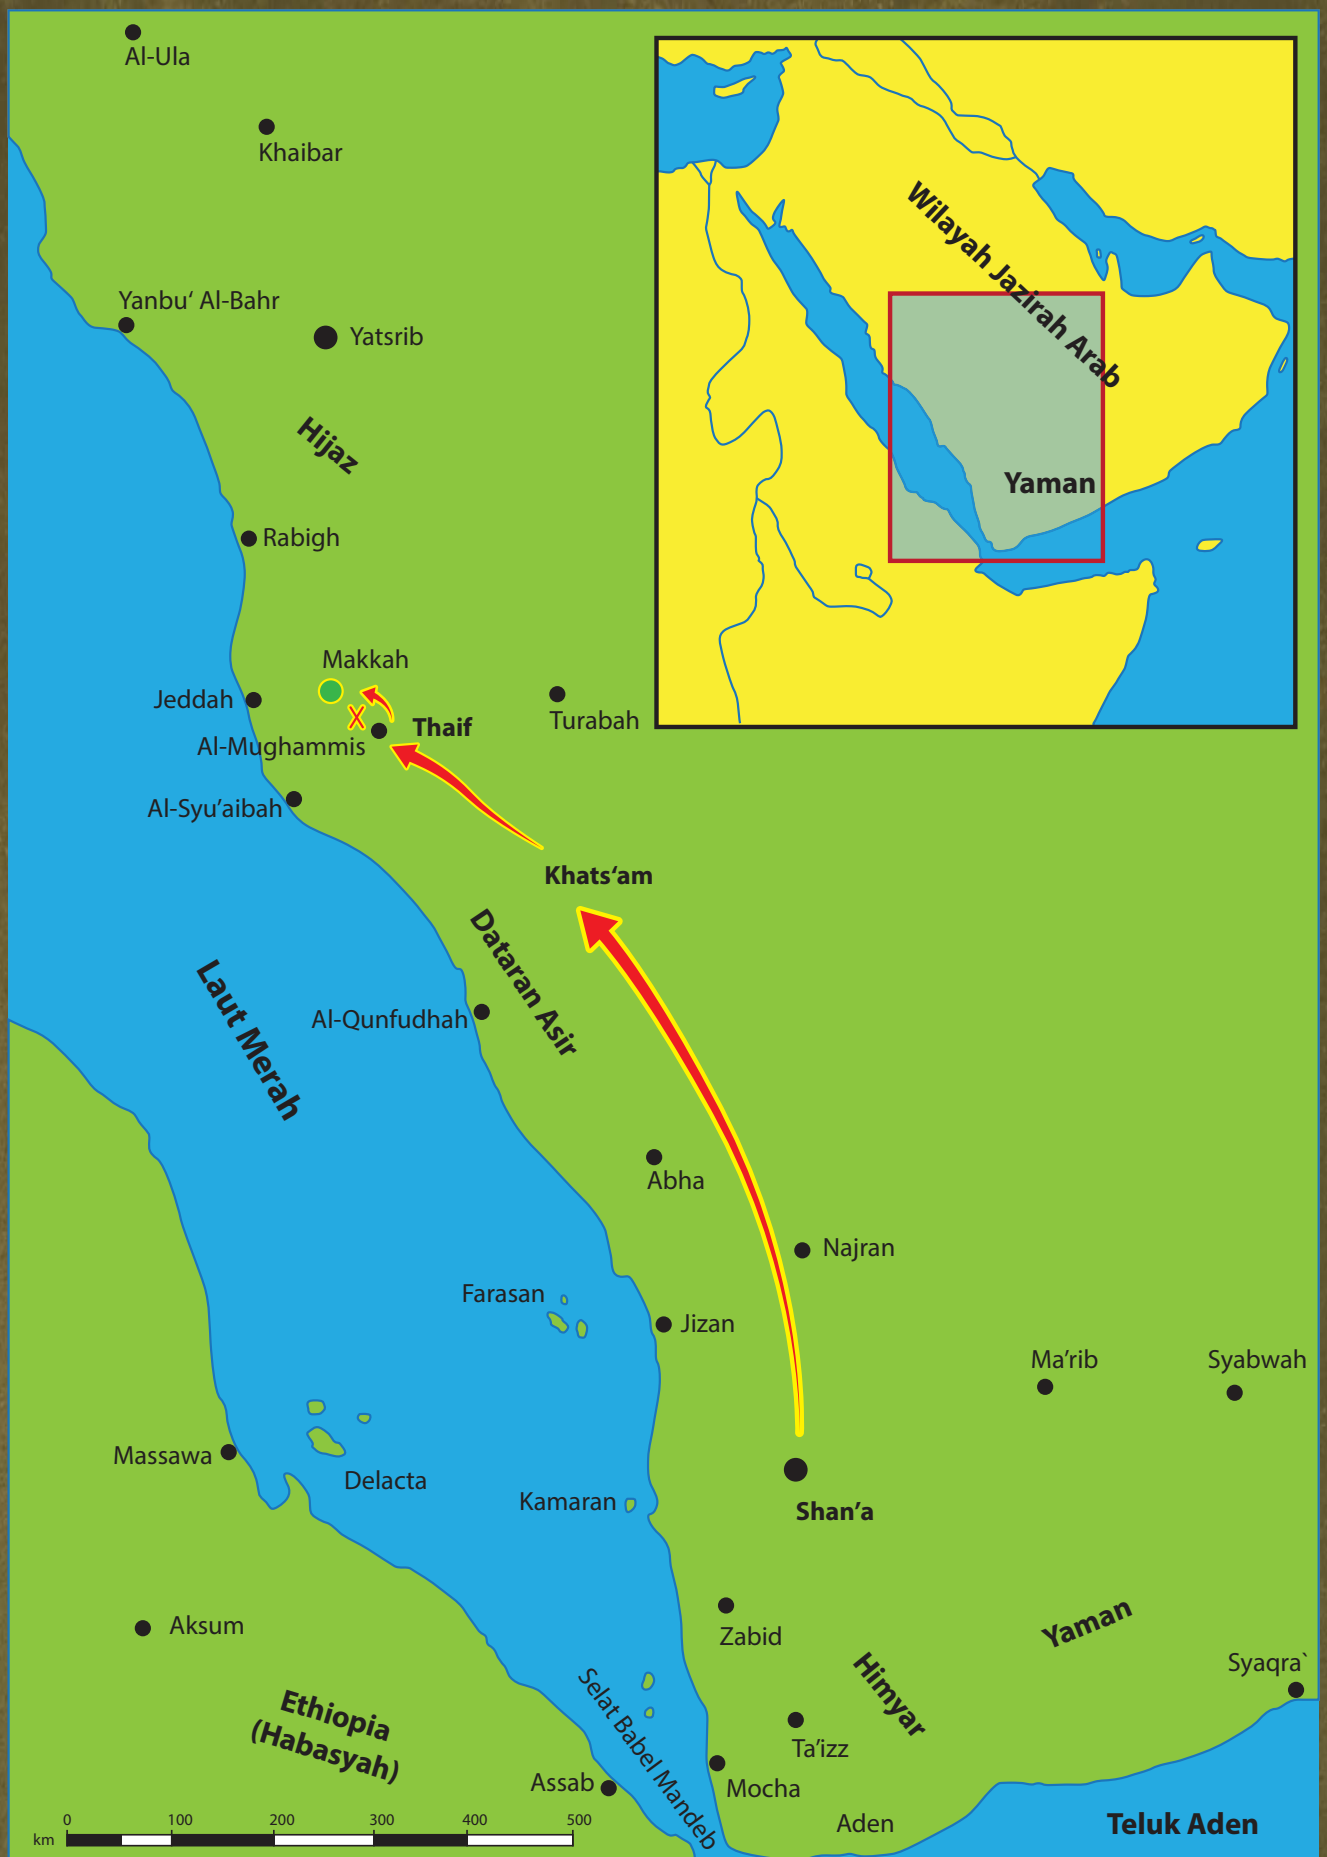 Al-Ula
Khaibar
Wilayah Jazirah Arab
Yanbu‘ Al-Bahr
Yatsrib
Hijaz
Yaman
Rabigh
Makkah
Jeddah
X
Thaif
Turabah
Al-Mughammis
Al-Syu’aibah
Khats‘am
Dataran Asir
Laut Merah
Al-Qunfudhah
Abha
Najran
Farasan
Jizan
Ma’rib
Syabwah
Massawa
Delacta
Kamaran
Shan’a
Aksum
Zabid
Yaman
Himyar
Syaqra`
Ethiopia
(Habasyah)
Selat Babel Mandeb
Ta’izz
Assab
Mocha
Aden
Teluk Aden
0 100 200 300 400 500
km